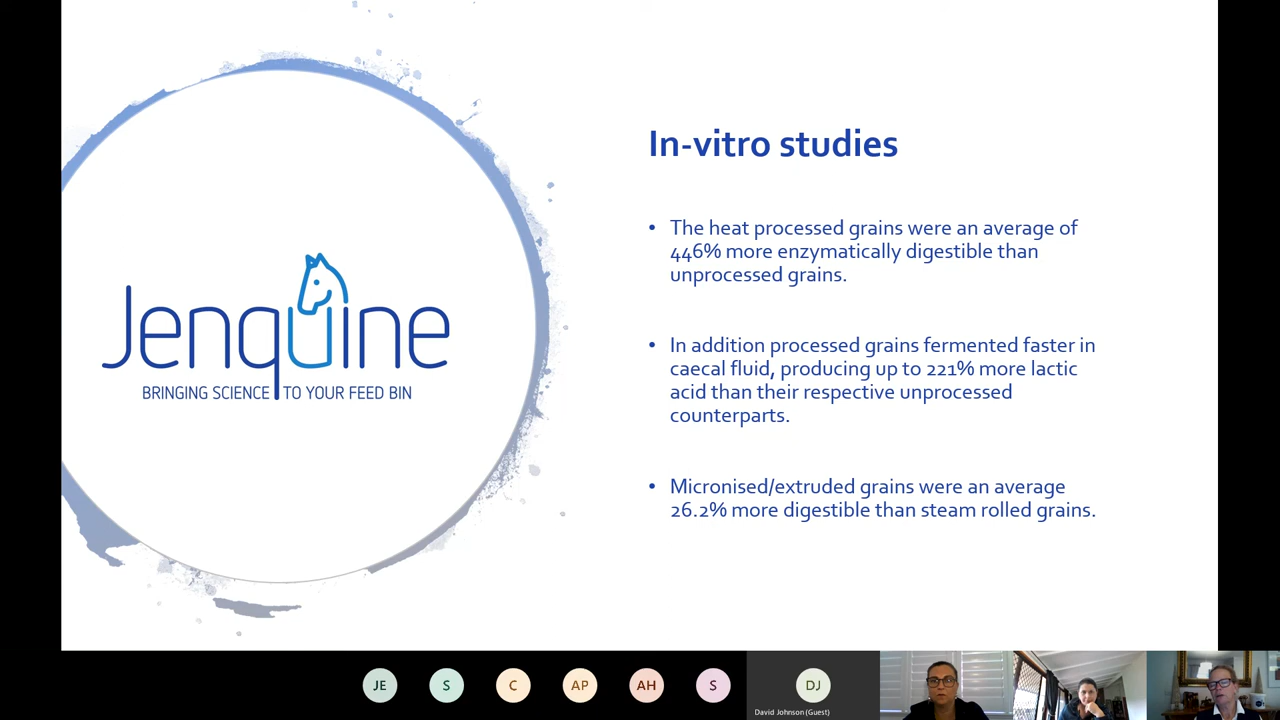 In-vitro studies
• The heat processed grains were an average of
446% more enzymatically digestible than
unprocessed grains.
• In addition processed grains fermented faster in
caecal fluid, producing up to 221% more lactic
acid than their respective unprocessed
counterparts.
• Micronised/extruded grains were an average
26.2% more digestible than steam rolled grains.
Jenquine
BRINGING SCIENCE TO YOUR FEED BIN
JE
S
C
AP
AH
S
DJ
David Johnson (Guest)